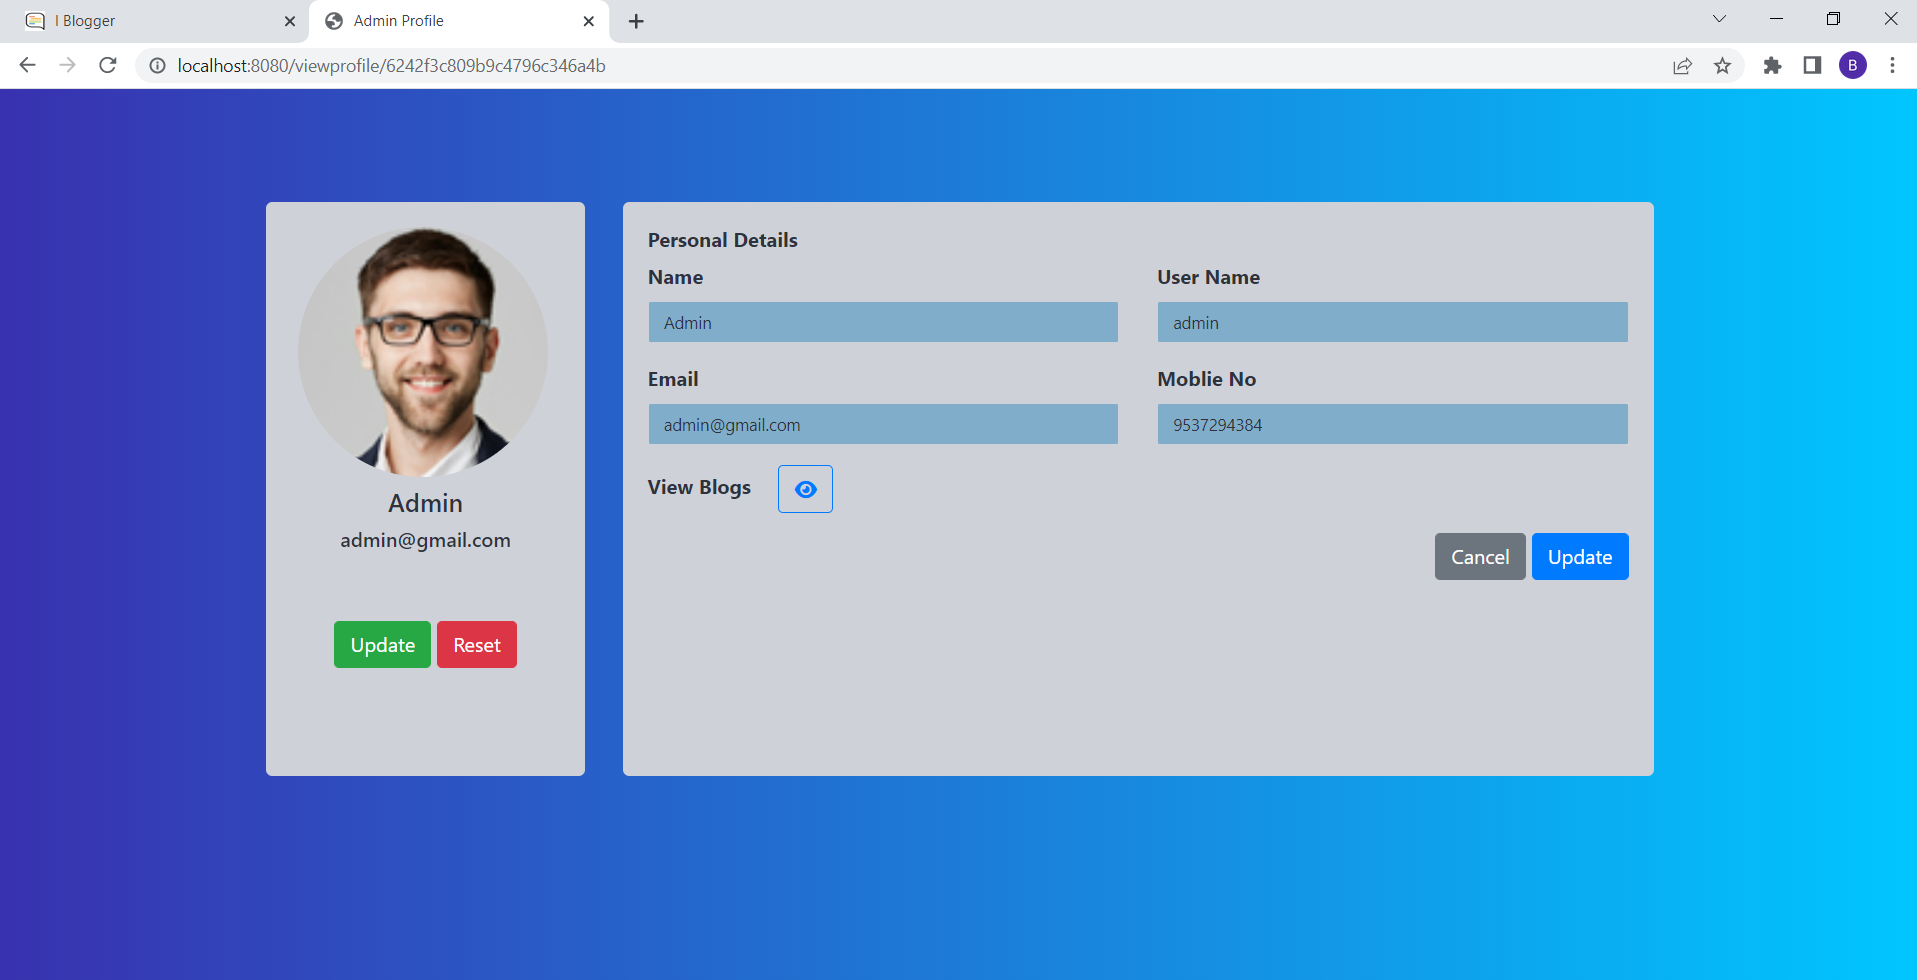 I Blogger
Admin Profile
localhost:8080/viewprofile/6242f3c809b9c4796c346a4b
B
Admin
admin@gmail.com
Update Reset
Personal Details
Name User Name
Admin admin
Email Moblie No
admin@gmail.com 9537294384
View Blogs
Cancel Update